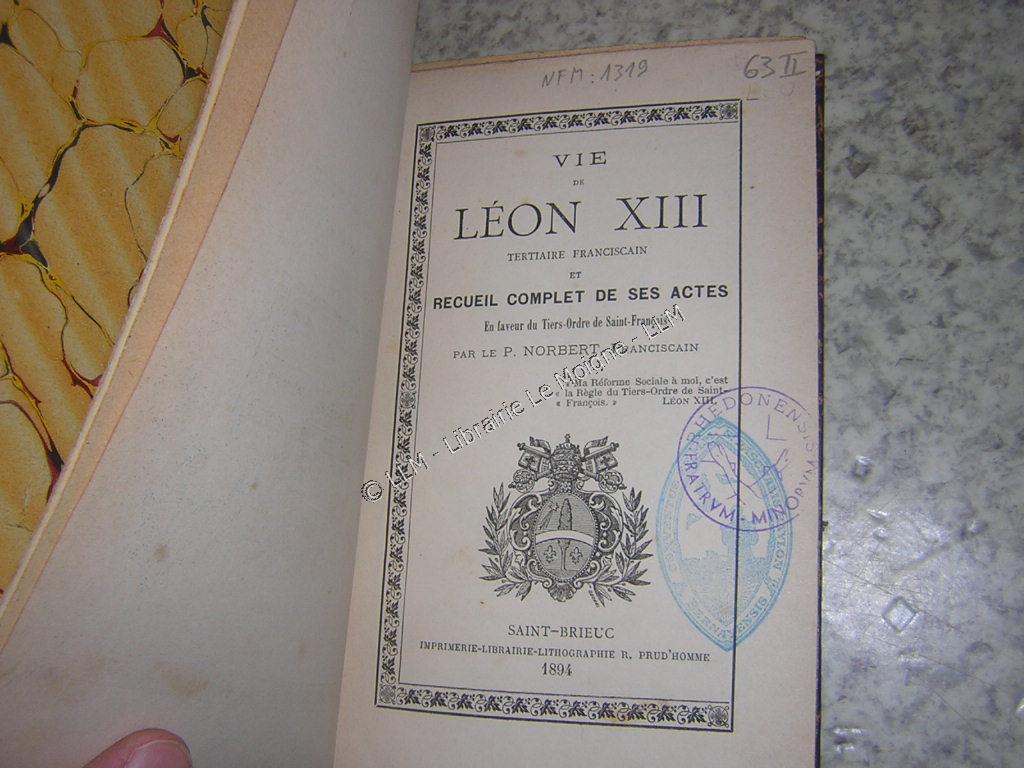 NFM : 1319
63 II
VIE
DE
LÉON XIII
TERTIAIRE FRANCISCAIN
ET
RECUEIL COMPLET DE SES ACTES
En faveur du Tiers-Ordre de Saint-François
PAR LE P. NORBERT, FRANCISCAIN
« Ma Réforme Sociale à moi, c'est
« la Règle du Tiers-Ordre de Saint-
« François. » LÉON XIII.
© LLM - Librairie Le Moigne - LLM
RHEDONENSIS
FRATRVM - MINORVM
SAINT-BRIEUC
IMPRIMERIE-LIBRAIRIE-LITHOGRAPHIE R. PRUD'HOMME
1894